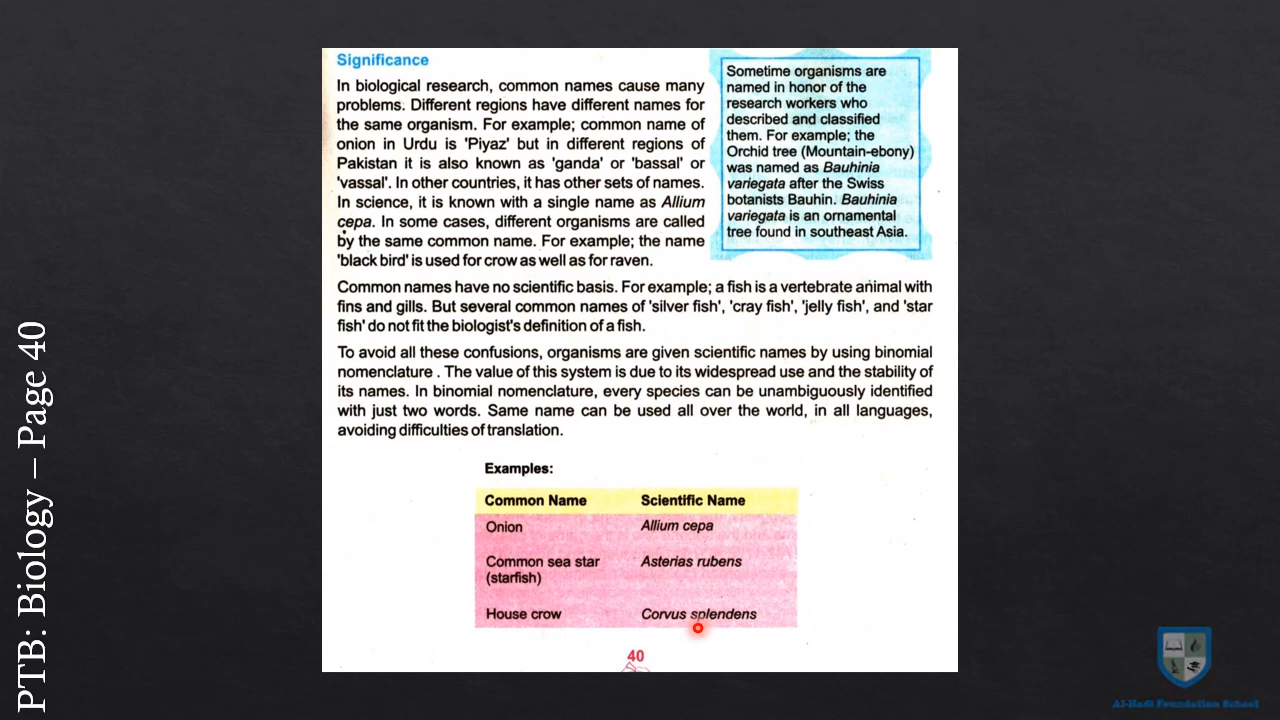 Significance
In biological research, common names cause many
problems. Different regions have different names for
the same organism. For example; common name of
onion in Urdu is 'Piyaz' but in different regions of
Pakistan it is also known as 'ganda' or 'bassal' or
'vassal'. In other countries, it has other sets of names.
In science, it is known with a single name as Allium
cepa. In some cases, different organisms are called
by the same common name. For example; the name
'black bird' is used for crow as well as for raven.
Sometime organisms are
named in honor of the
research workers who
described and classified
them. For example; the
Orchid tree (Mountain-ebony)
was named as Bauhinia
variegata after the Swiss
botanists Bauhin. Bauhinia
variegata is an ornamental
tree found in southeast Asia.
Common names have no scientific basis. For example; a fish is a vertebrate animal with
fins and gills. But several common names of 'silver fish', 'cray fish', 'jelly fish', and 'star
fish' do not fit the biologist's definition of a fish.
To avoid all these confusions, organisms are given scientific names by using binomial
nomenclature . The value of this system is due to its widespread use and the stability of
its names. In binomial nomenclature, every species can be unambiguously identified
with just two words. Same name can be used all over the world, in all languages,
avoiding difficulties of translation.
Examples:
Common Name Scientific Name
Onion Allium cepa
Common sea star Asterias rubens
(starfish)
House crow Corvus splendens
40
PTB: Biology – Page 40
Al-Hadi Foundation School